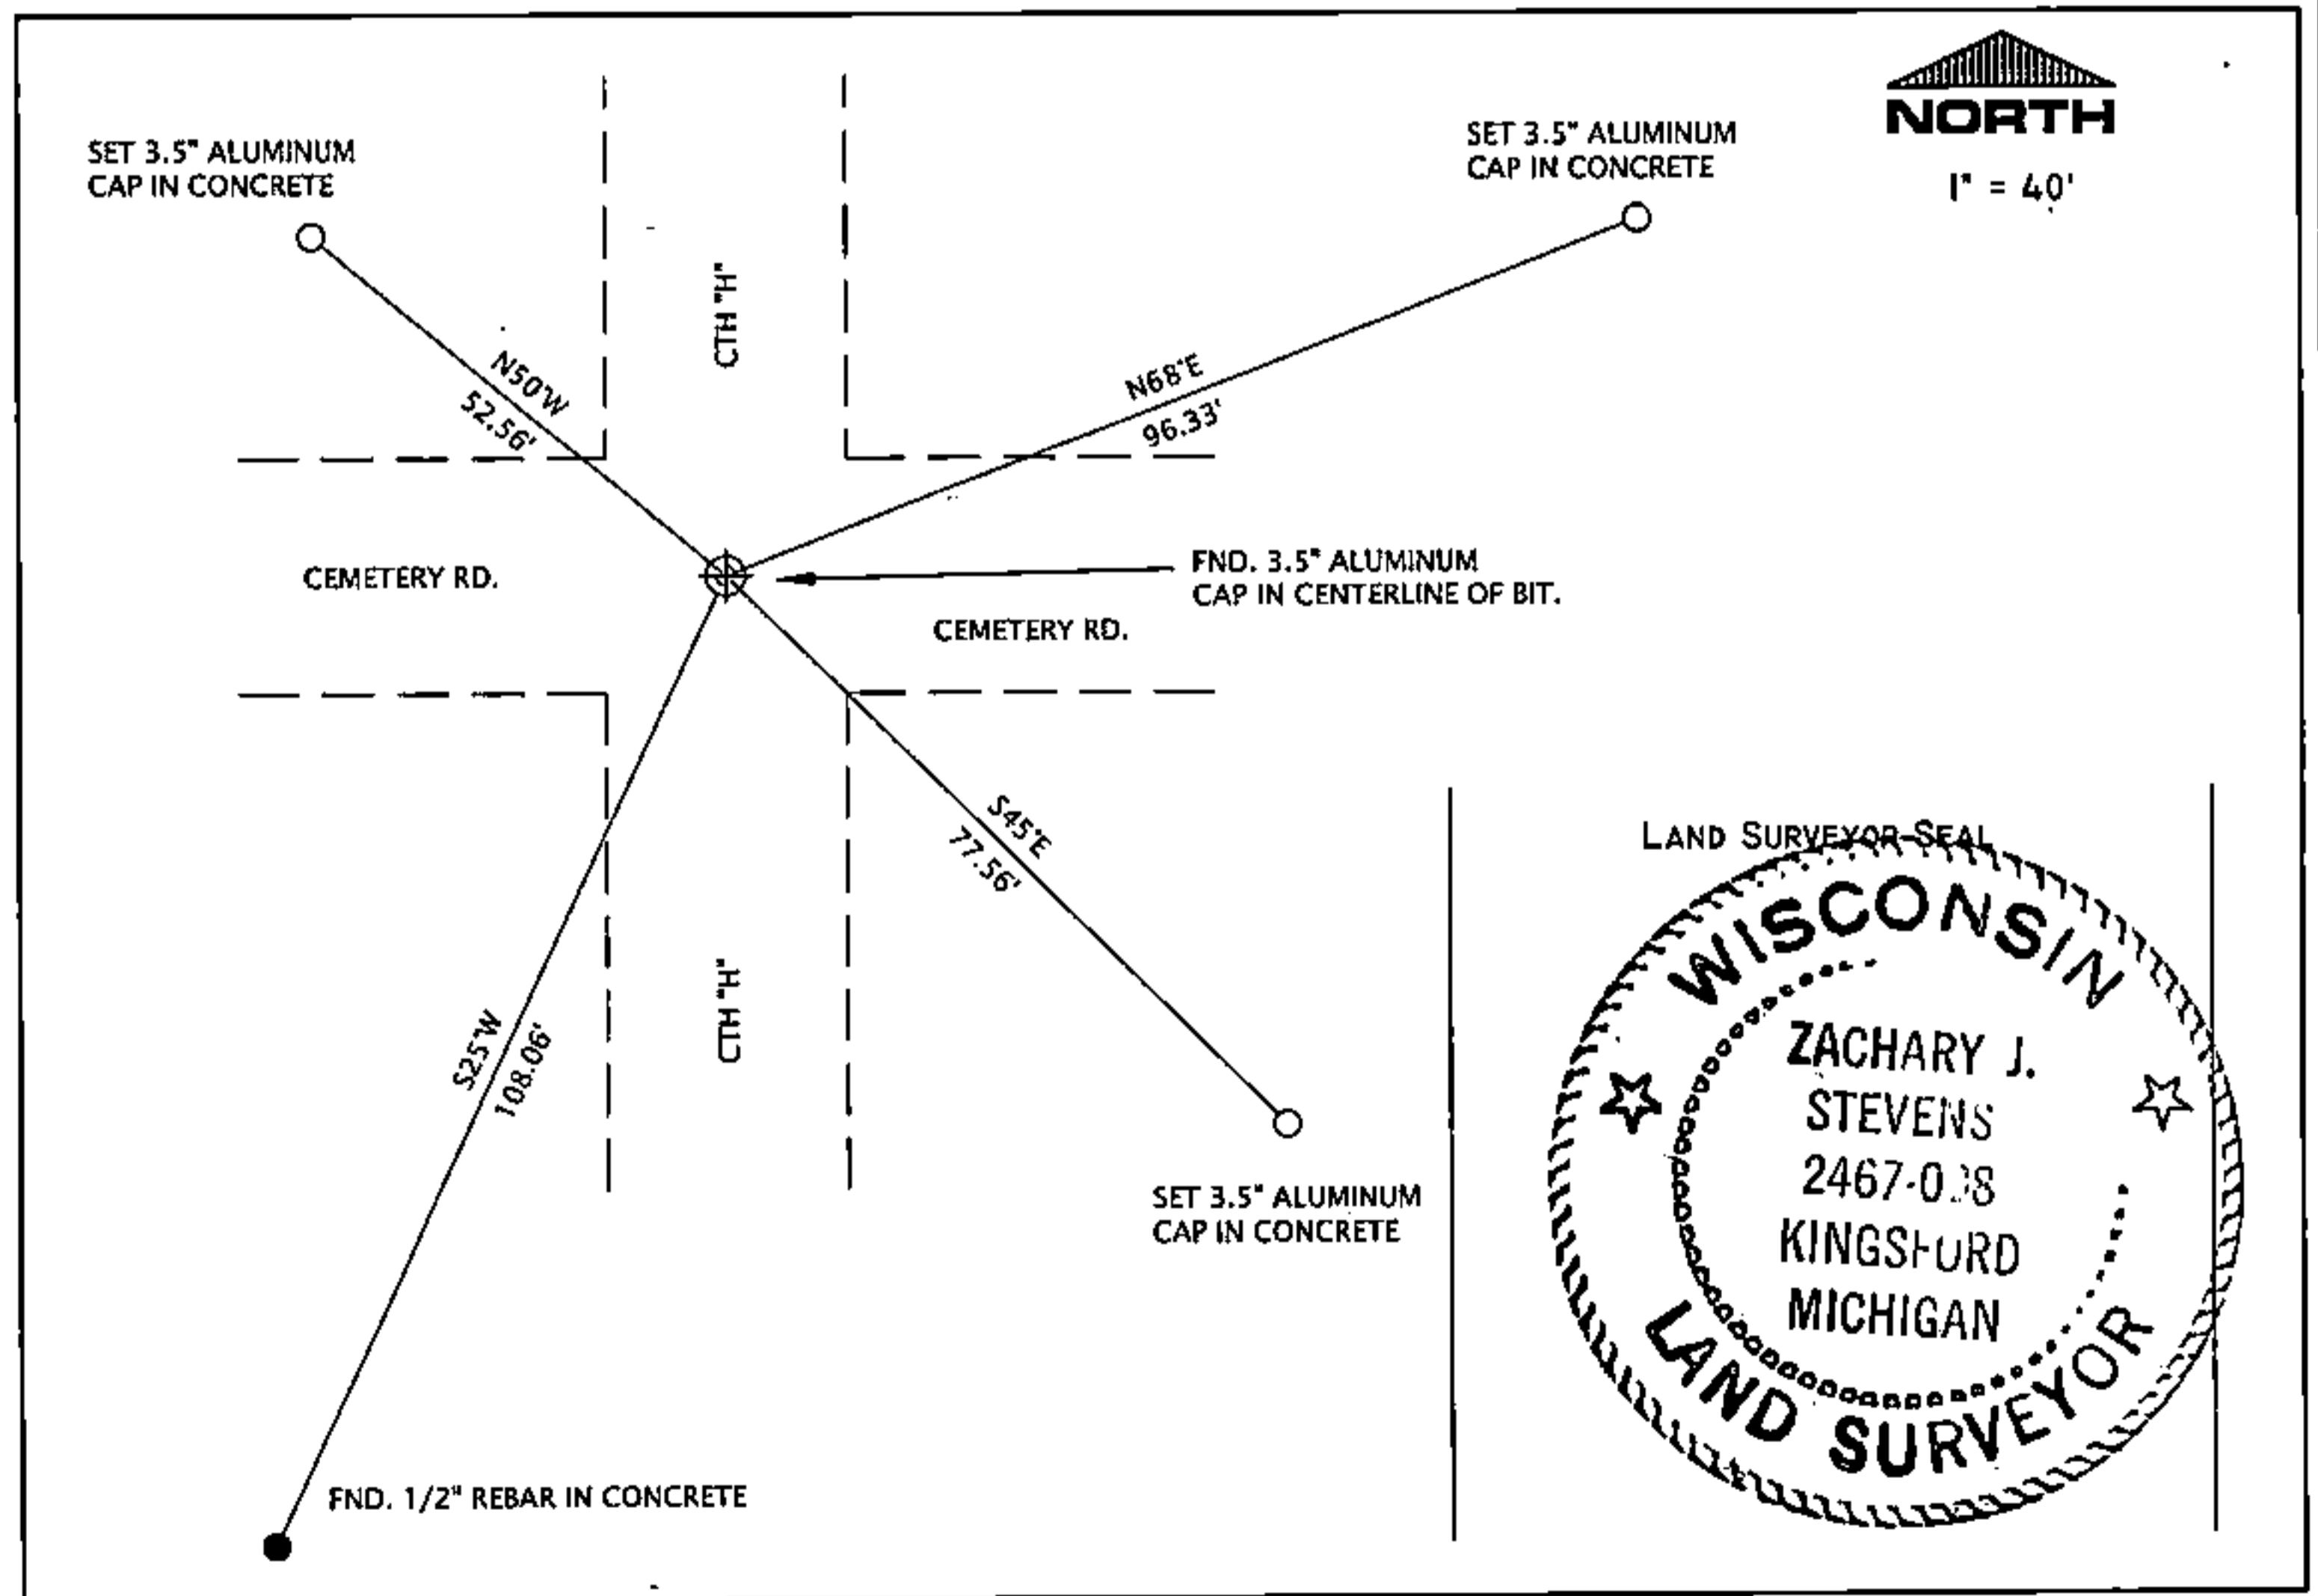 NORTH
1" = 40'
SET 3.5" ALUMINUM
CAP IN CONCRETE
SET 3.5" ALUMINUM
CAP IN CONCRETE
CTH "H"
N50°W
52.56'
N68°E
96.33'
CEMETERY RD.
FND. 3.5" ALUMINUM
CAP IN CENTERLINE OF BIT.
CEMETERY RD.
S45°E
77.56'
CTH "H"
S25°W
108.06'
SET 3.5" ALUMINUM
CAP IN CONCRETE
FND. 1/2" REBAR IN CONCRETE
LAND SURVEYOR SEAL
WISCONSIN
ZACHARY J.
STEVENS
KINGSFORD
MICHIGAN
LAND SURVEYOR